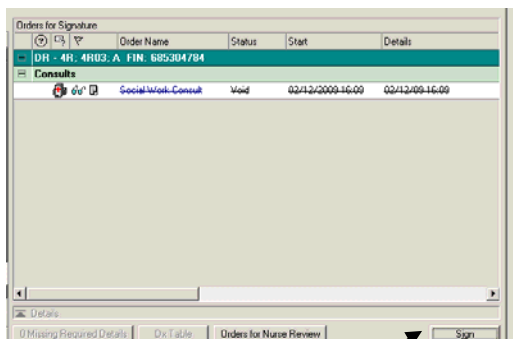 Orders for Signature
Order Name Status Start Details
DR - 4R; 4R03; A FIN: 685304784
Consults
Social Work Consult Void 02/12/2009 16:09 02/12/09 16:09
Details
0 Missing Required Details Dx Table Orders for Nurse Review Sign